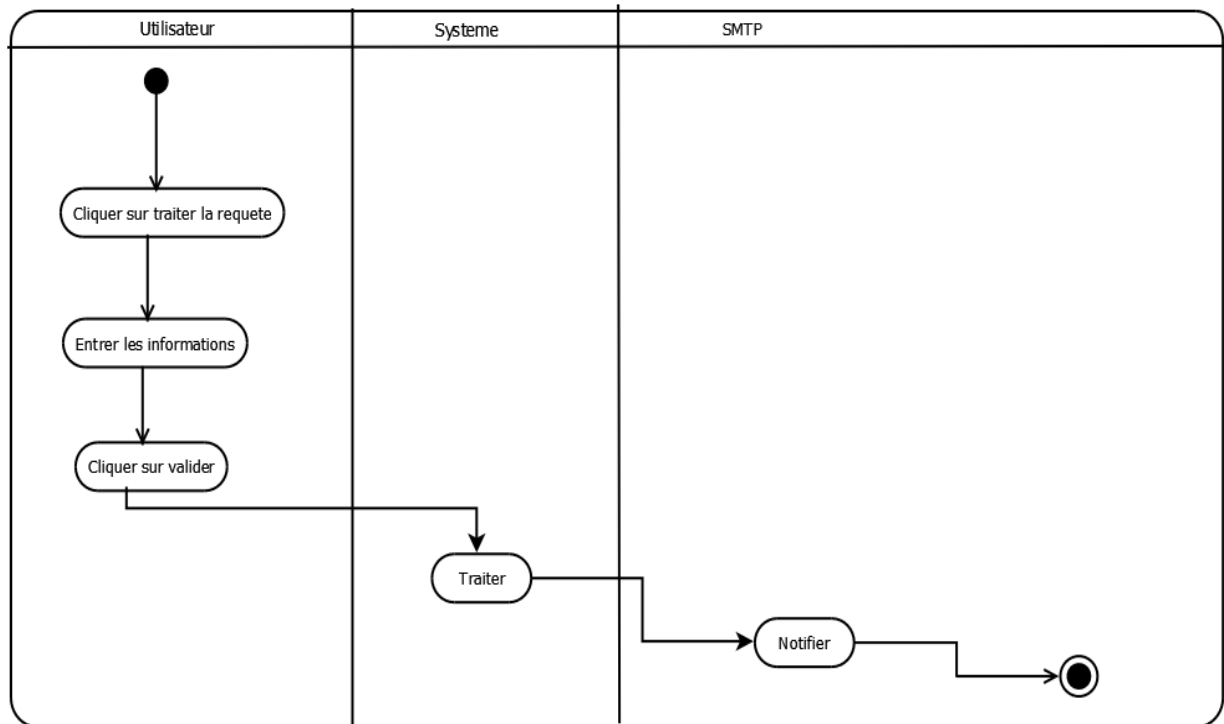 Utilisateur
Systeme
SMTP
Cliquer sur traiter la requete
Entrer les informations
Cliquer sur valider
Traiter
Notifier